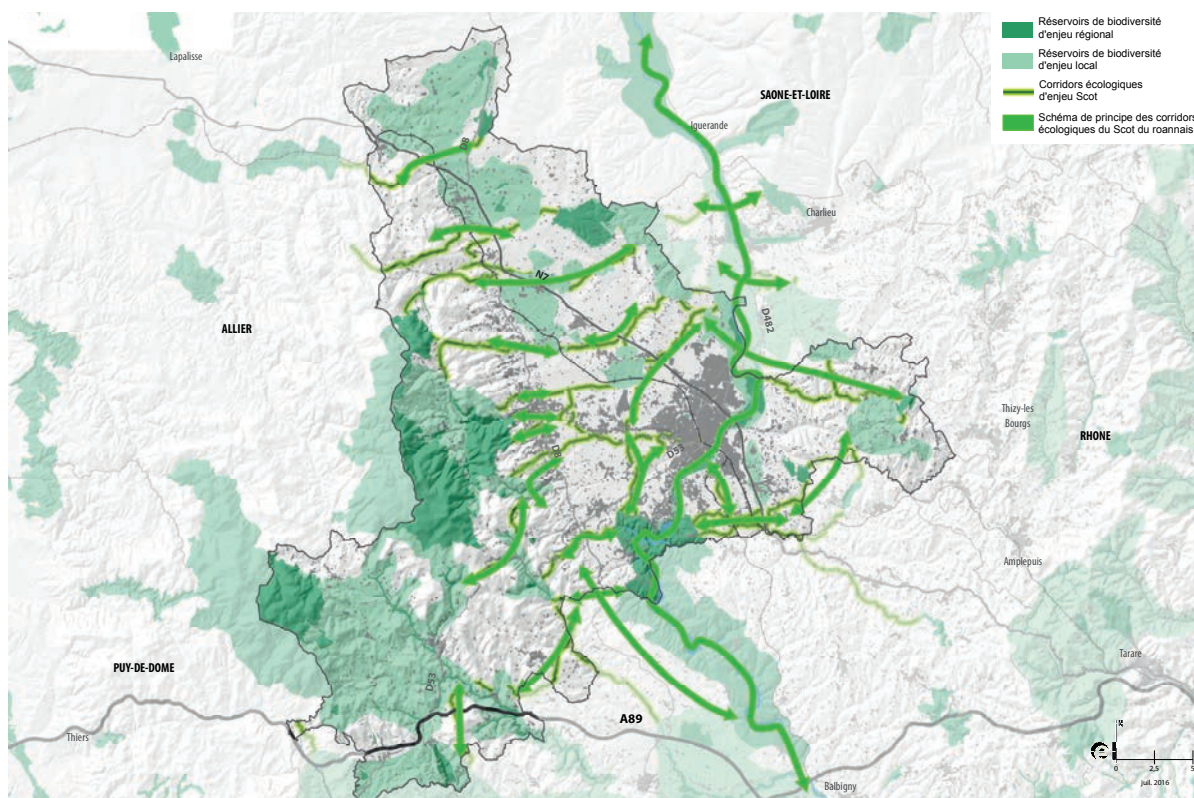 Réservoirs de biodiversité
d'enjeu régional
Réservoirs de biodiversité
d'enjeu local
Corridors écologiques
d'enjeu Scot
Schéma de principe des corridors
écologiques du Scot du roannais
Lapalisse
SAONE-ET-LOIRE
Iguerande
D8
Charlieu
N7
D482
ALLIER
Thizy-les
Bourgs
RHONE
D8
D53
Amplepuis
Tarare
PUY-DE-DOME
D53
A89
Thiers
Balbigny
0 2,5 5
juil. 2016